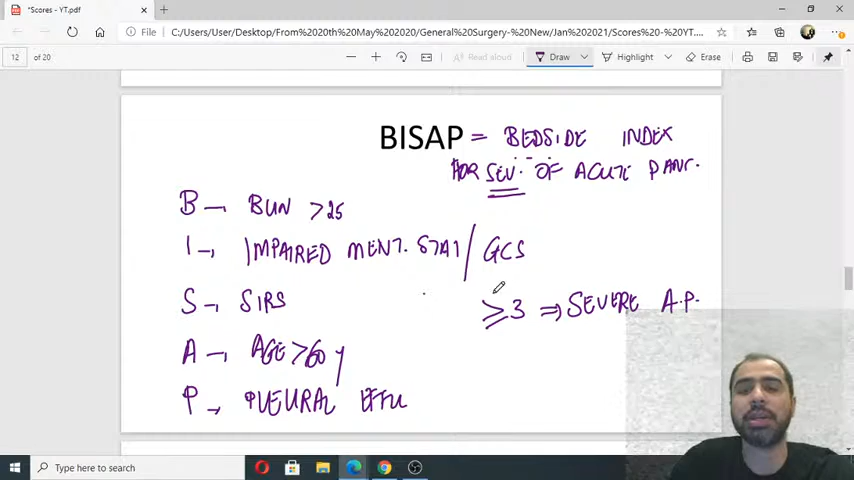 *Scores - YT.pdf
File C:/Users/User/Desktop/From%20th%20May%202020/General%20Surgery-%20New/Jan%202021/Scores%20-%20YT....
12 of 20 Read aloud Draw Highlight Erase
BISAP = BEDSIDE INDEX
FOR SEV. OF ACUTE PANC.
B → BUN >25
I → IMPAIRED MENT. STAT/ GCS
S → SIRS
≥3 ⇒ SEVERE A.P.
A → AGE >60 y
P → PLEURAL EFFU
Type here to search